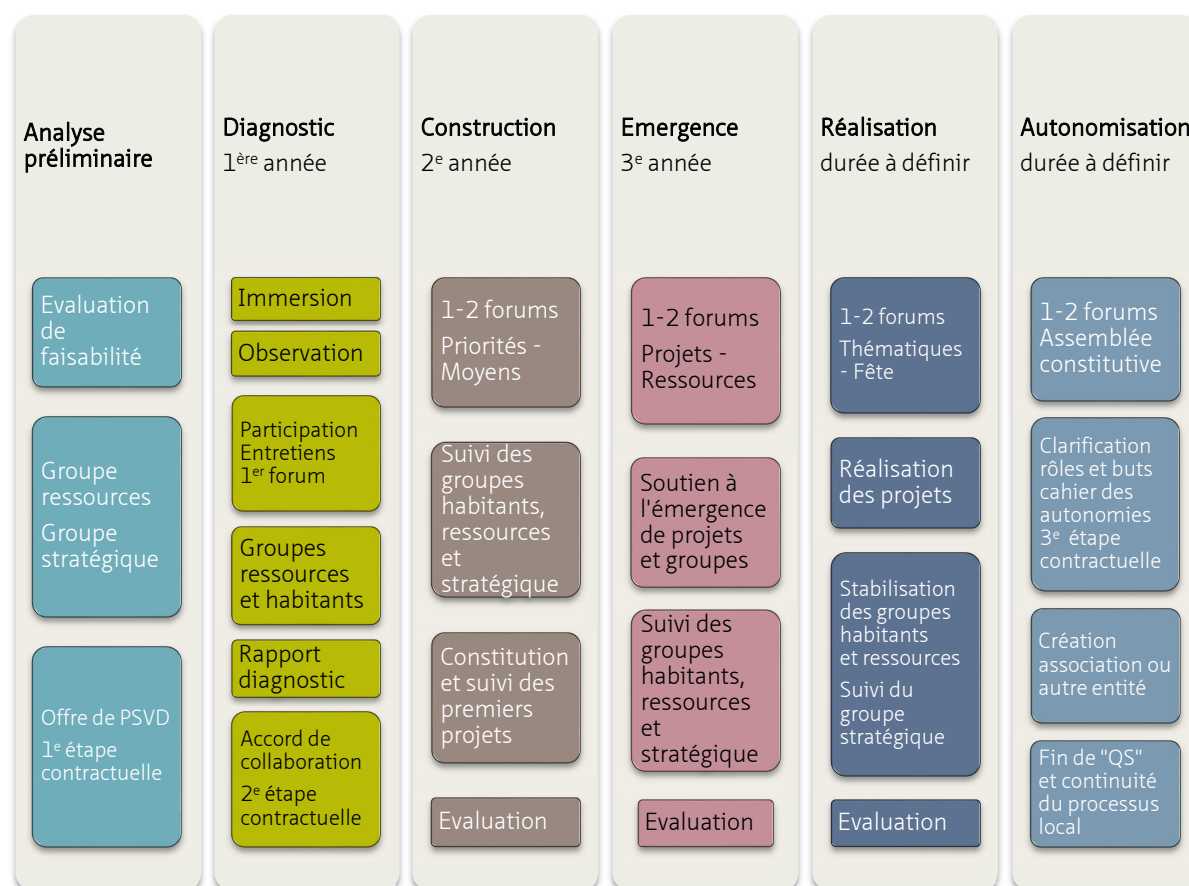 Analyse
préliminaire
Evaluation
de
faisabilité
Groupe
ressources
Groupe
stratégique
Offre de PSVD
1e étape
contractuelle
Diagnostic
1ère année
Immersion
Observation
Participation
Entretiens
1er forum
Groupes
ressources
et habitants
Rapport
diagnostic
Accord de
collaboration
2e étape
contractuelle
Construction
2e année
1-2 forums
Priorités -
Moyens
Suivi des
groupes
habitants,
ressources
et
stratégique
Constitution
et suivi des
premiers
projets
Evaluation
Emergence
3e année
1-2 forums
Projets -
Ressources
Soutien à
l'émergence
de projets
et groupes
Suivi des
groupes
habitants,
ressources
et
stratégique
Evaluation
Réalisation
durée à définir
1-2 forums
Thématiques
- Fête
Réalisation
des projets
Stabilisation
des groupes
habitants
et ressources
Suivi du
groupe
stratégique
Evaluation
Autonomisation
durée à définir
1-2 forums
Assemblée
constitutive
Clarification
rôles et buts
cahier des
autonomies
3e étape
contractuelle
Création
association ou
autre entité
Fin de "QS"
et continuité
du processus
local